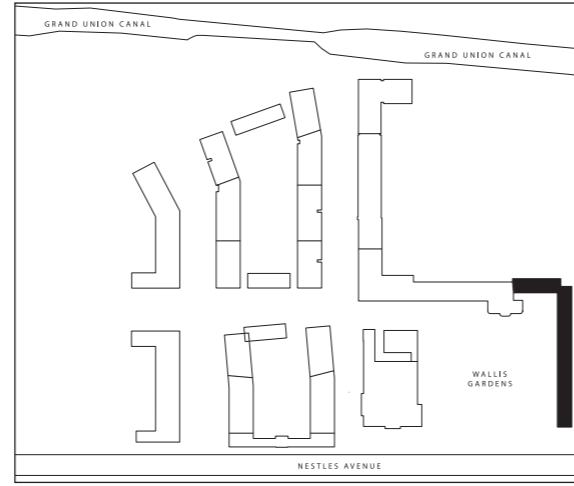 GRAND UNION CANAL
GRAND UNION CANAL
WALLIS
GARDENS
NESTLES AVENUE